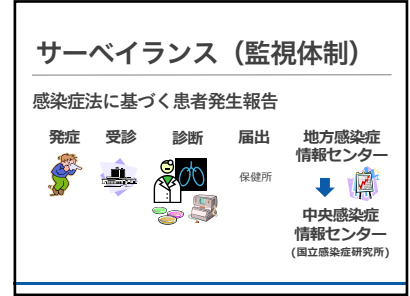 サーベイランス（監視体制）
感染症法に基づく患者発生報告
発症 受診 診断 届出 地方感染症
情報センター
保健所
中央感染症
情報センター
(国立感染症研究所)